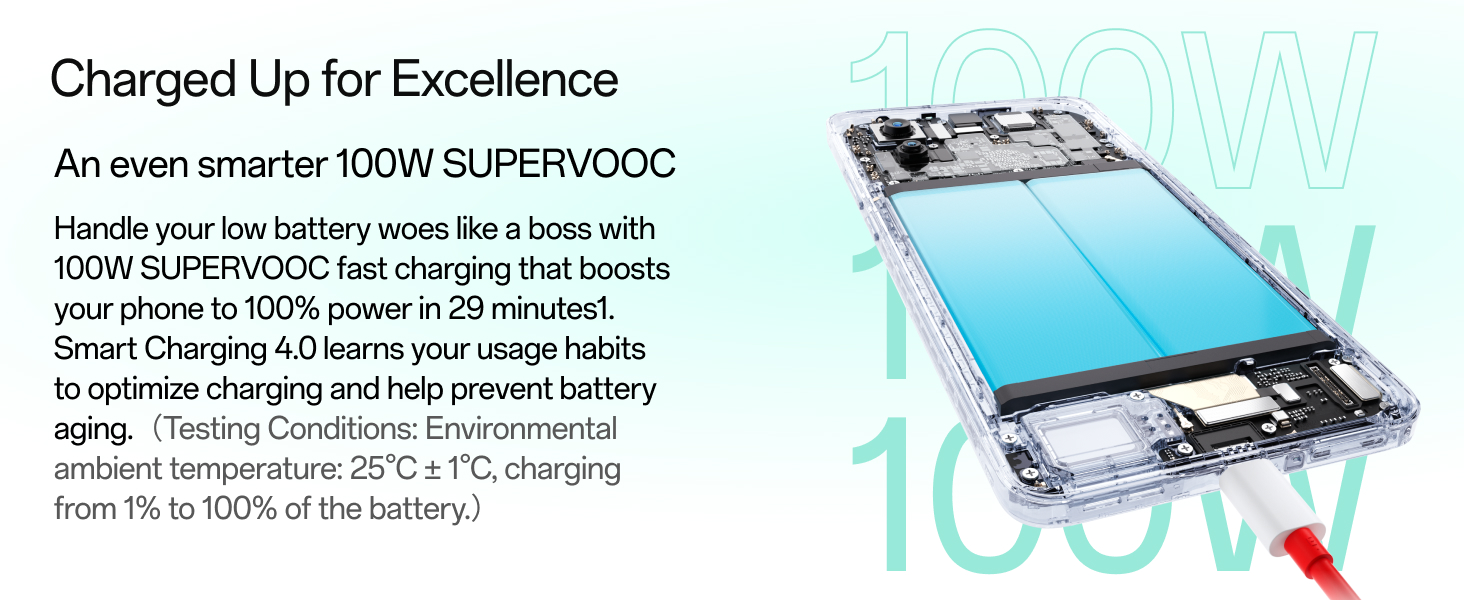 Charged Up for Excellence
An even smarter 100W SUPERVOOC
Handle your low battery woes like a boss with
100W SUPERVOOC fast charging that boosts
your phone to 100% power in 29 minutes1.
Smart Charging 4.0 learns your usage habits
to optimize charging and help prevent battery
aging.（Testing Conditions: Environmental
ambient temperature: 25°C ± 1°C, charging
from 1% to 100% of the battery.）
100W
100W
100W